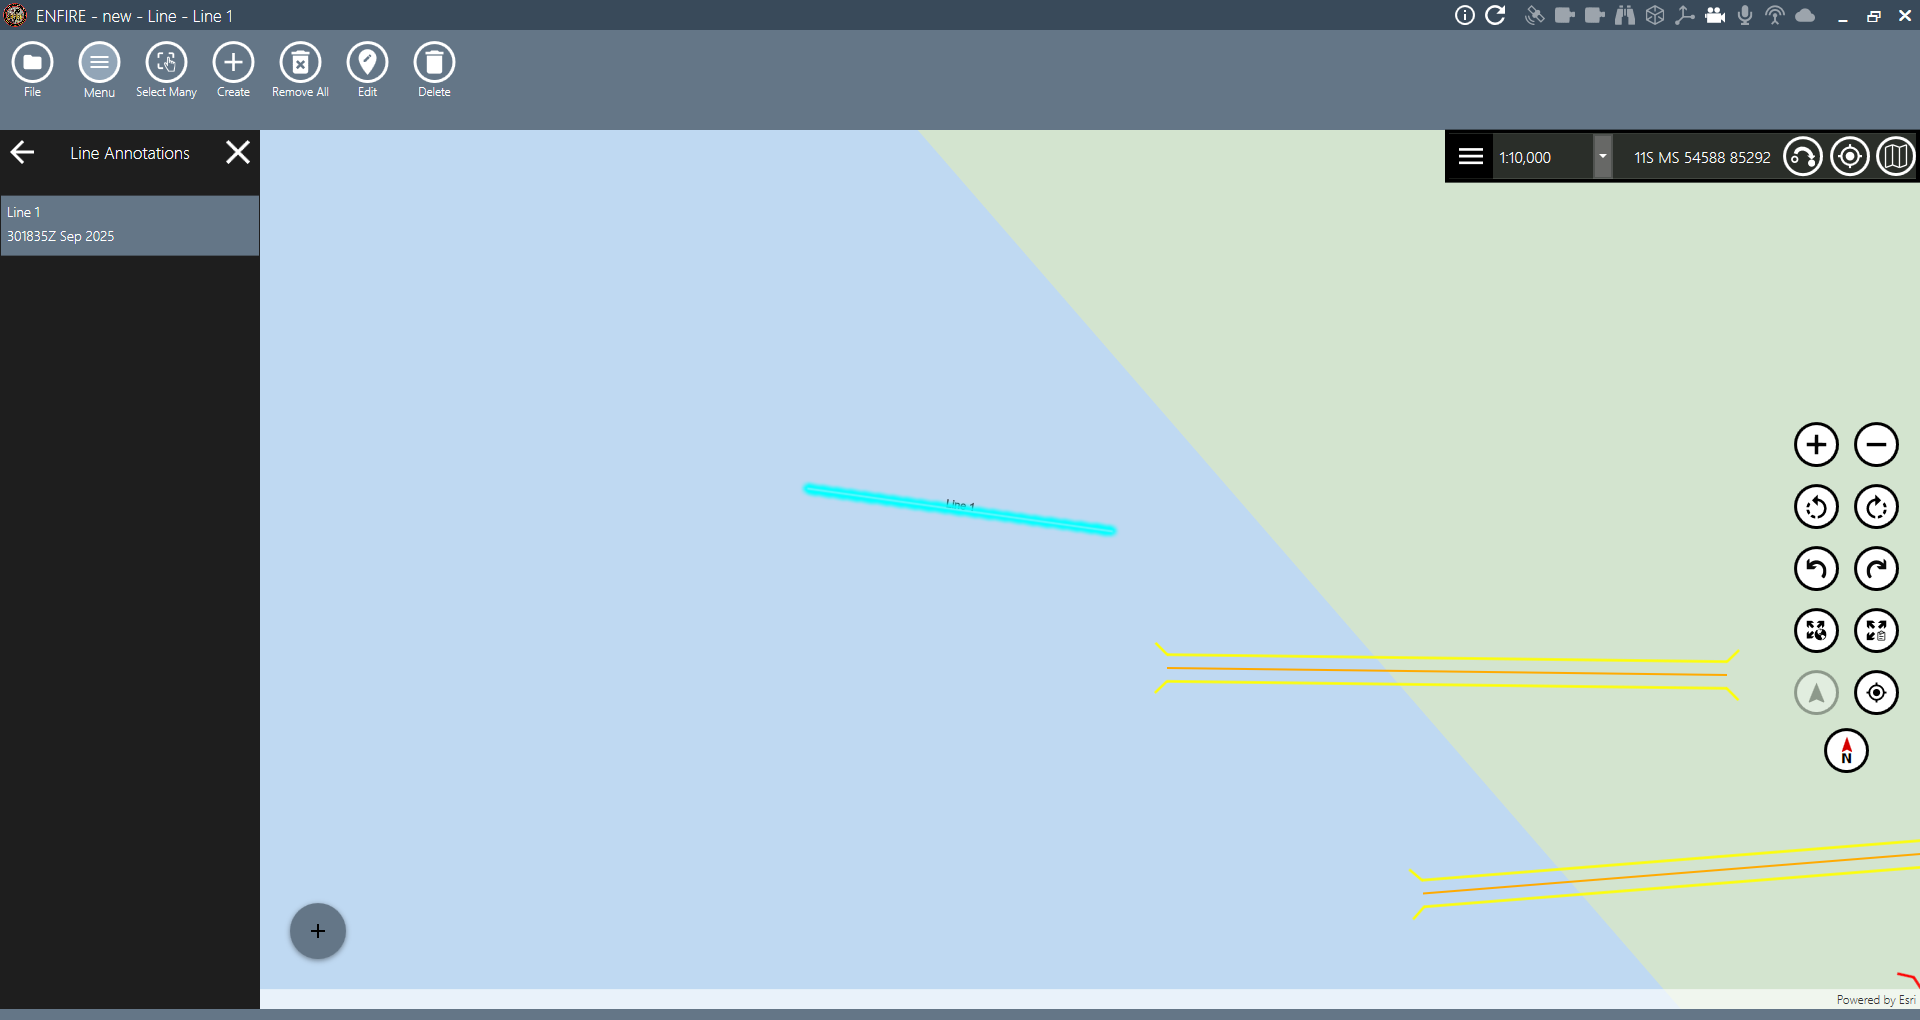 ENFIRE - new - Line - Line 1
File
Menu
Select Many
Create
Remove All
Edit
Delete
Line Annotations
1:10,000
11S MS 54588 85292
Line 1
301835Z Sep 2025
Line 1
N
Powered by Esri